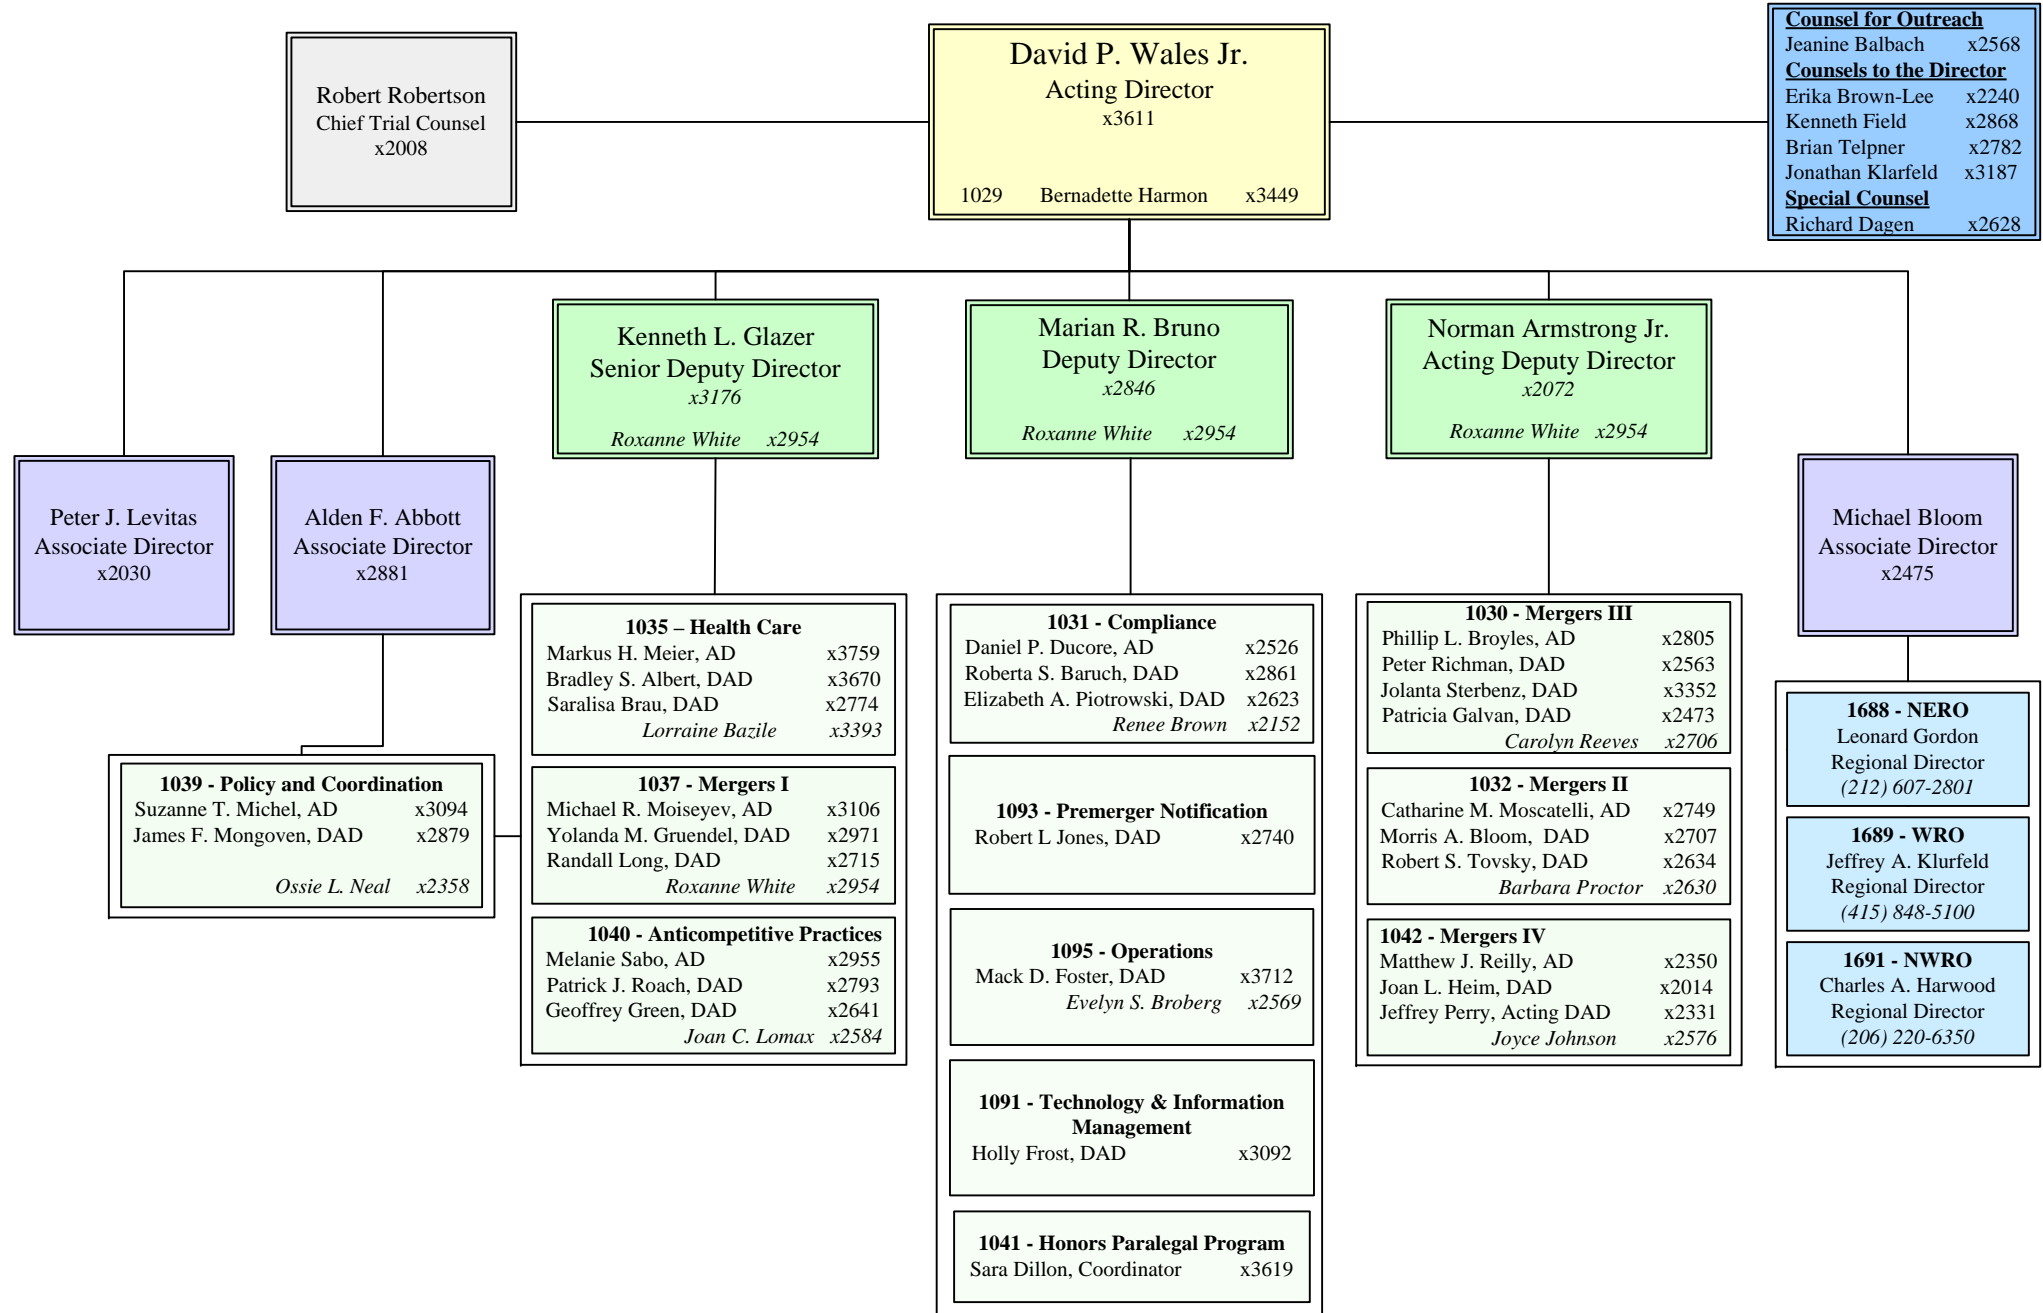 Robert Robertson
Chief Trial Counsel
x2008
David P. Wales Jr.
Acting Director
x3611
1029 Bernadette Harmon x3449
Counsel for Outreach
Jeanine Balbach x2568
Counsels to the Director
Erika Brown-Lee x2240
Kenneth Field x2868
Brian Telpner x2782
Jonathan Klarfeld x3187
Special Counsel
Richard Dagen x2628
Kenneth L. Glazer
Senior Deputy Director
x3176
Roxanne White x2954
Marian R. Bruno
Deputy Director
x2846
Roxanne White x2954
Norman Armstrong Jr.
Acting Deputy Director
x2072
Roxanne White x2954
Peter J. Levitas
Associate Director
x2030
Alden F. Abbott
Associate Director
x2881
Michael Bloom
Associate Director
x2475
1039 - Policy and Coordination
Suzanne T. Michel, AD x3094
James F. Mongoven, DAD x2879
Ossie L. Neal x2358
1035 – Health Care
Markus H. Meier, AD x3759
Bradley S. Albert, DAD x3670
Saralisa Brau, DAD x2774
Lorraine Bazile x3393
1037 - Mergers I
Michael R. Moiseyev, AD x3106
Yolanda M. Gruendel, DAD x2971
Randall Long, DAD x2715
Roxanne White x2954
1040 - Anticompetitive Practices
Melanie Sabo, AD x2955
Patrick J. Roach, DAD x2793
Geoffrey Green, DAD x2641
Joan C. Lomax x2584
1031 - Compliance
Daniel P. Ducore, AD x2526
Roberta S. Baruch, DAD x2861
Elizabeth A. Piotrowski, DAD x2623
Renee Brown x2152
1093 - Premerger Notification
Robert L Jones, DAD x2740
1095 - Operations
Mack D. Foster, DAD x3712
Evelyn S. Broberg x2569
1091 - Technology & Information
Management
Holly Frost, DAD x3092
1041 - Honors Paralegal Program
Sara Dillon, Coordinator x3619
1030 - Mergers III
Phillip L. Broyles, AD x2805
Peter Richman, DAD x2563
Jolanta Sterbenz, DAD x3352
Patricia Galvan, DAD x2473
Carolyn Reeves x2706
1032 - Mergers II
Catharine M. Moscatelli, AD x2749
Morris A. Bloom, DAD x2707
Robert S. Tovsky, DAD x2634
Barbara Proctor x2630
1042 - Mergers IV
Matthew J. Reilly, AD x2350
Joan L. Heim, DAD x2014
Jeffrey Perry, Acting DAD x2331
Joyce Johnson x2576
1688 - NERO
Leonard Gordon
Regional Director
(212) 607-2801
1689 - WRO
Jeffrey A. Klurfeld
Regional Director
(415) 848-5100
1691 - NWRO
Charles A. Harwood
Regional Director
(206) 220-6350